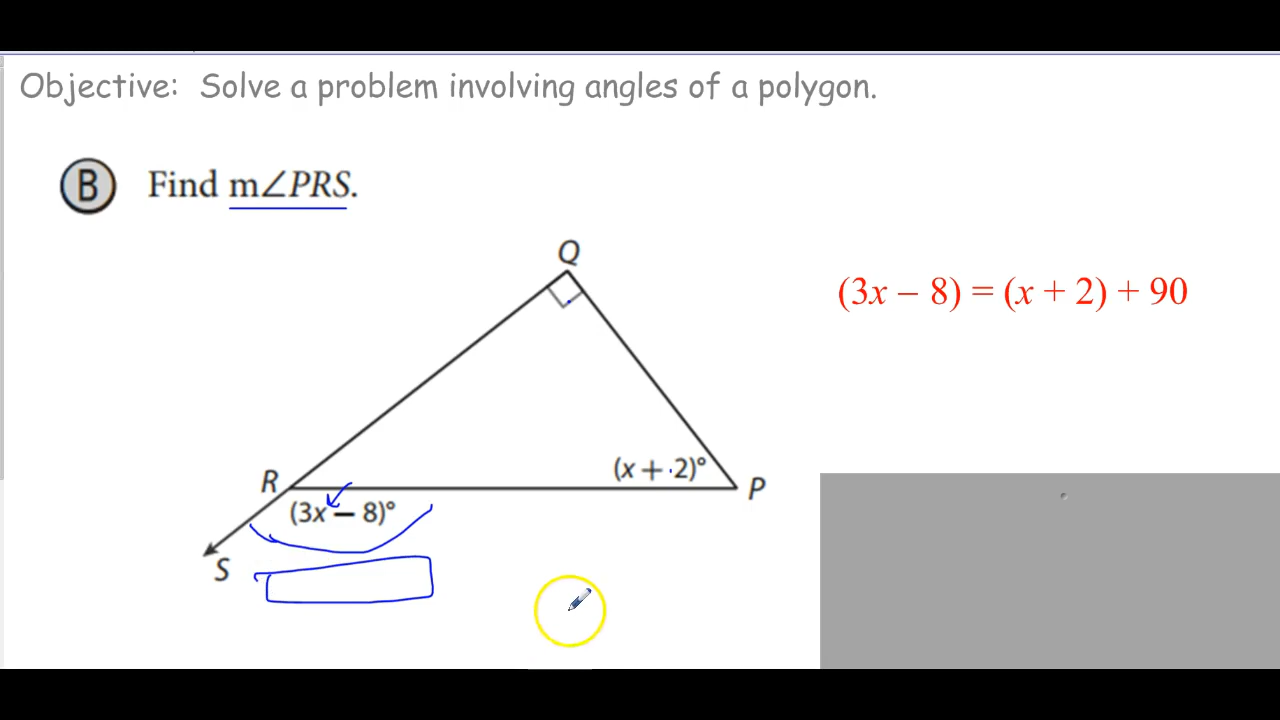 Objective: Solve a problem involving angles of a polygon.
B Find m∠PRS.
Q
(3x − 8) = (x + 2) + 90
R
(x + 2)°
P
(3x − 8)°
S